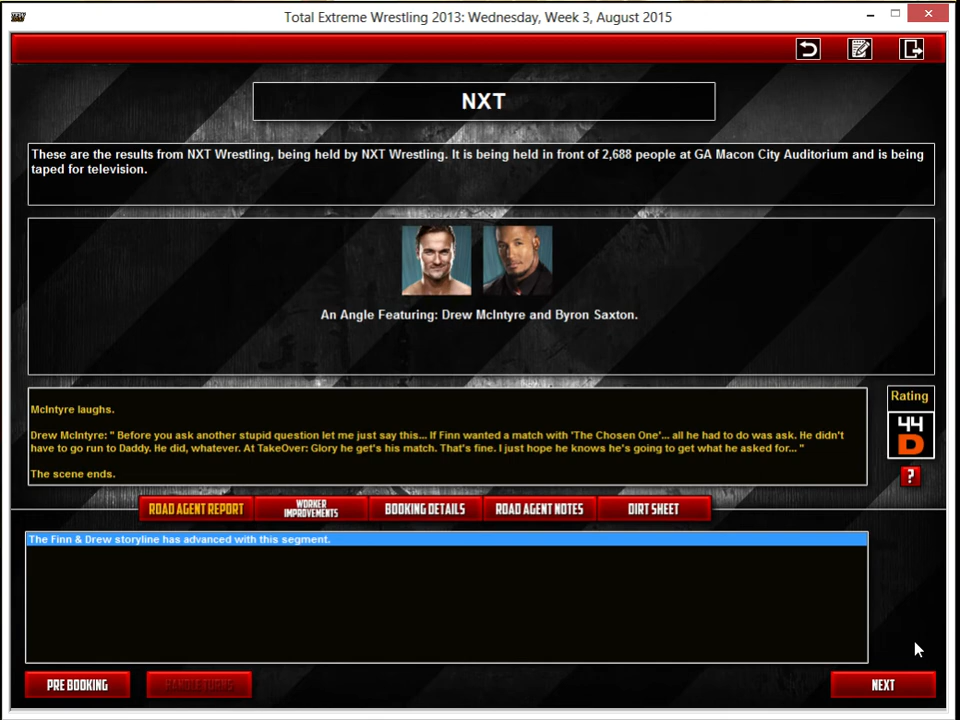 Total Extreme Wrestling 2013: Wednesday, Week 3, August 2015
NXT
These are the results from NXT Wrestling, being held by NXT Wrestling. It is being held in front of 2,688 people at GA Macon City Auditorium and is being
taped for television.
An Angle Featuring: Drew McIntyre and Byron Saxton.
McIntyre laughs.
Drew McIntyre: " Before you ask another stupid question let me just say this... If Finn wanted a match with 'The Chosen One'... all he had to do was ask. He didn't
have to go run to Daddy. He did, whatever. At TakeOver: Glory he get's his match. That's fine. I just hope he knows he's going to get what he asked for... "
The scene ends.
Rating
44
D
?
ROAD AGENT REPORT
WORKER
IMPROVEMENTS
BOOKING DETAILS
ROAD AGENT NOTES
DIRT SHEET
The Finn & Drew storyline has advanced with this segment.
PRE BOOKING
HANDLE TURNS
NEXT